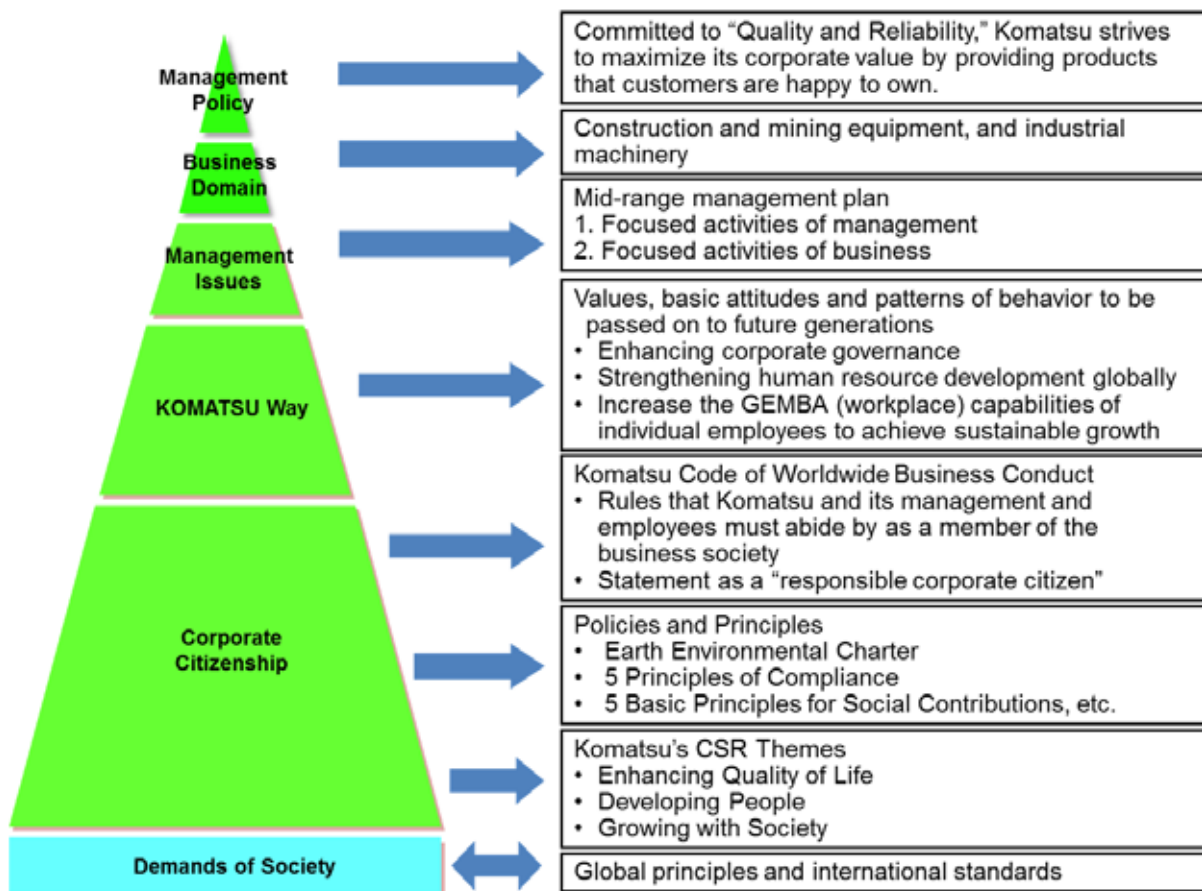 Management
Policy
Committed to “Quality and Reliability,” Komatsu strives
to maximize its corporate value by providing products
that customers are happy to own.
Business
Domain
Construction and mining equipment, and industrial
machinery
Management
Issues
Mid-range management plan
1. Focused activities of management
2. Focused activities of business
KOMATSU Way
Values, basic attitudes and patterns of behavior to be
passed on to future generations
• Enhancing corporate governance
• Strengthening human resource development globally
• Increase the GEMBA (workplace) capabilities of
individual employees to achieve sustainable growth
Corporate
Citizenship
Komatsu Code of Worldwide Business Conduct
• Rules that Komatsu and its management and
employees must abide by as a member of the
business society
• Statement as a “responsible corporate citizen”
Policies and Principles
• Earth Environmental Charter
• 5 Principles of Compliance
• 5 Basic Principles for Social Contributions, etc.
Komatsu’s CSR Themes
• Enhancing Quality of Life
• Developing People
• Growing with Society
Demands of Society
Global principles and international standards